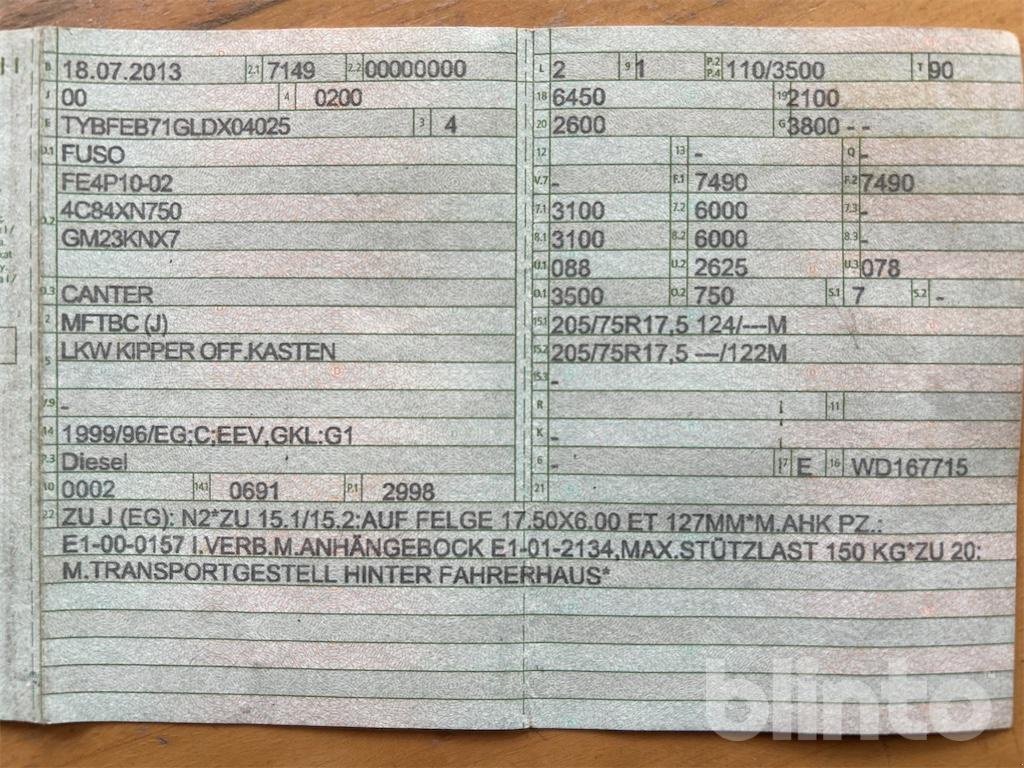 B 18.07.2013 2.1 7149 2.2 00000000
J 00 4 0200
E TYBFEB71GLDX04025 3 4
D.1 FUSO
FE4P10-02
D.2 4C84XN750
GM23KNX7
D.3 CANTER
2 MFTBC (J)
5 LKW KIPPER OFF.KASTEN
V.9 -
14 1999/96/EG;C;EEV,GKL:G1
P.3 Diesel
10 0002 14.1 0691 P.1 2998
L 2 9 1 P.2 P.4 110/3500 T 90
18 6450 19 2100
20 2600 G 3800 - -
12 13 - Q -
V.7 - F.1 7490 F.2 7490
7.1 3100 7.2 6000 7.3 -
8.1 3100 8.2 6000 8.3 -
U.1 088 U.2 2625 U.3 078
O.1 3500 O.2 750 S.1 7 S.2 -
15.1 205/75R17,5 124/---M
15.2 205/75R17,5 ---/122M
15.3 -
R 11
K -
6 - 17 E 16 WD167715
21
22 ZU J (EG): N2*ZU 15.1/15.2:AUF FELGE 17.50X6.00 ET 127MM*M.AHK PZ.:
E1-00-0157 I.VERB.M.ANHÄNGEBOCK E1-01-2134,MAX.STÜTZLAST 150 KG*ZU 20:
M.TRANSPORTGESTELL HINTER FAHRERHAUS*
blinto